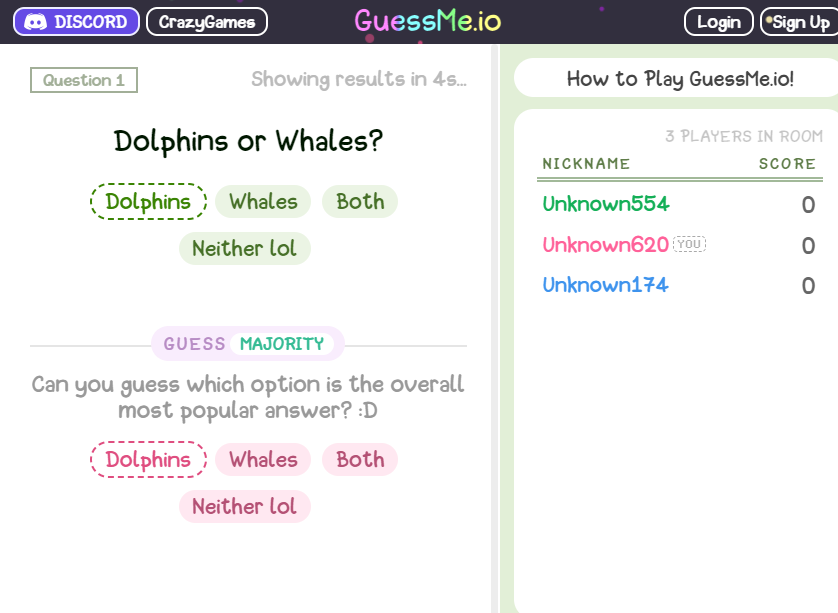 DISCORD
CrazyGames
GuessMe.io
Login
Sign Up
Question 1
Showing results in 4s...
Dolphins or Whales?
Dolphins
Whales
Both
Neither lol
GUESS MAJORITY
Can you guess which option is the overall
most popular answer? :D
Dolphins
Whales
Both
Neither lol
How to Play GuessMe.io!
3 PLAYERS IN ROOM
NICKNAME SCORE
Unknown554 0
Unknown620 YOU 0
Unknown174 0